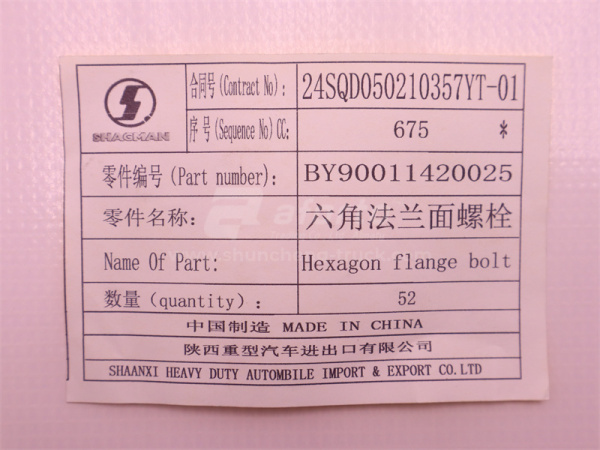 SHACMAN
合同号(Contract No): 24SQD050210357YT-01
序号(Sequence No)CC: 675 *
零件编号(Part number): BY90011420025
零件名称: 六角法兰面螺栓
Name Of Part: Hexagon flange bolt
数量(quantity): 52
中国制造 MADE IN CHINA
陕西重型汽车进出口有限公司
SHAANXI HEAVY DUTY AUTOMBILE IMPORT & EXPORT CO.LTD